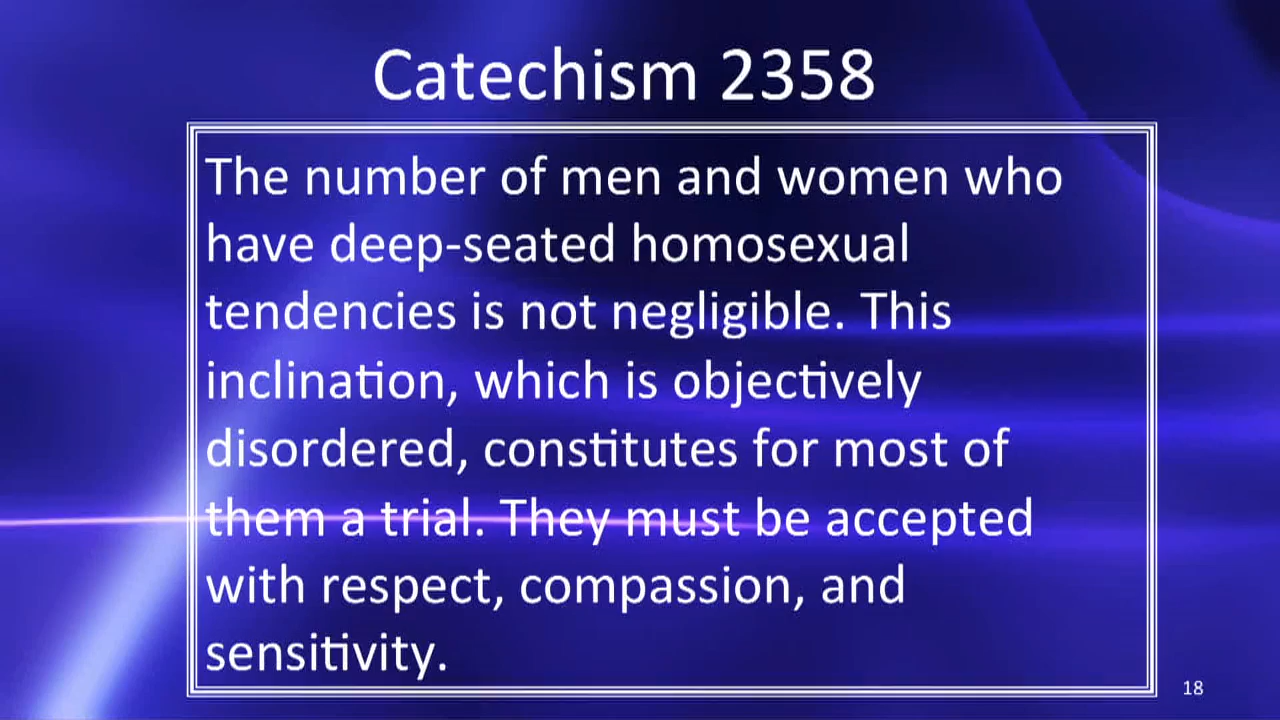 Catechism 2358
The number of men and women who
have deep-seated homosexual
tendencies is not negligible. This
inclination, which is objectively
disordered, constitutes for most of
them a trial. They must be accepted
with respect, compassion, and
sensitivity.
18